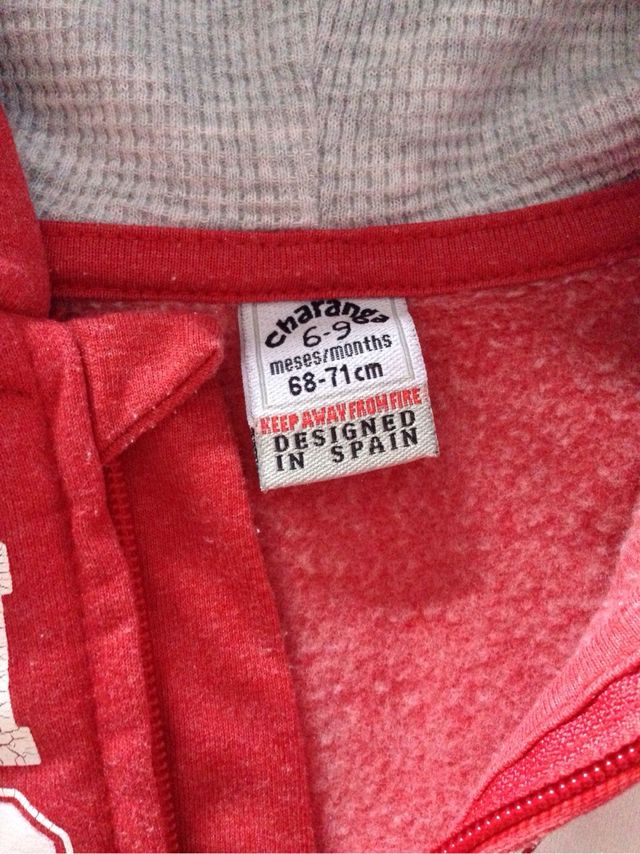 charanga
6-9
meses/months
68-71cm
KEEP AWAY FROM FIRE
DESIGNED
IN SPAIN